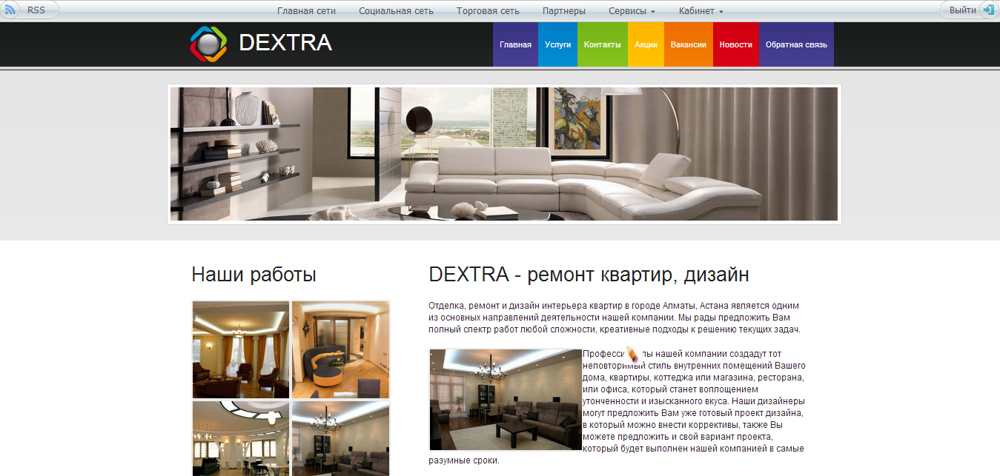 RSS
Главная сети
Социальная сеть
Торговая сеть
Партнеры
Сервисы
Кабинет
Выйти
DEXTRA
Главная
Услуги
Контакты
Акции
Вакансии
Новости
Обратная связь
Наши работы
DEXTRA - ремонт квартир, дизайн
Отделка, ремонт и дизайн интерьера квартир в городе Алматы, Астана является одним
из основных направлений деятельности нашей компании. Мы рады предложить Вам
полный спектр работ любой сложности, креативные подходы к решению текущих задач.
нашей компании создадут тот
неповторимый стиль внутренних помещений Вашего
дома, квартиры, коттеджа или магазина, ресторана,
или офиса, который станет воплощением
утонченности и изысканного вкуса. Наши дизайнеры
могут предложить Вам уже готовый проект дизайна,
в который можно внести коррективы, также Вы
можете предложить и свой вариант проекта,
который будет выполнен нашей компанией в самые
разумные сроки.